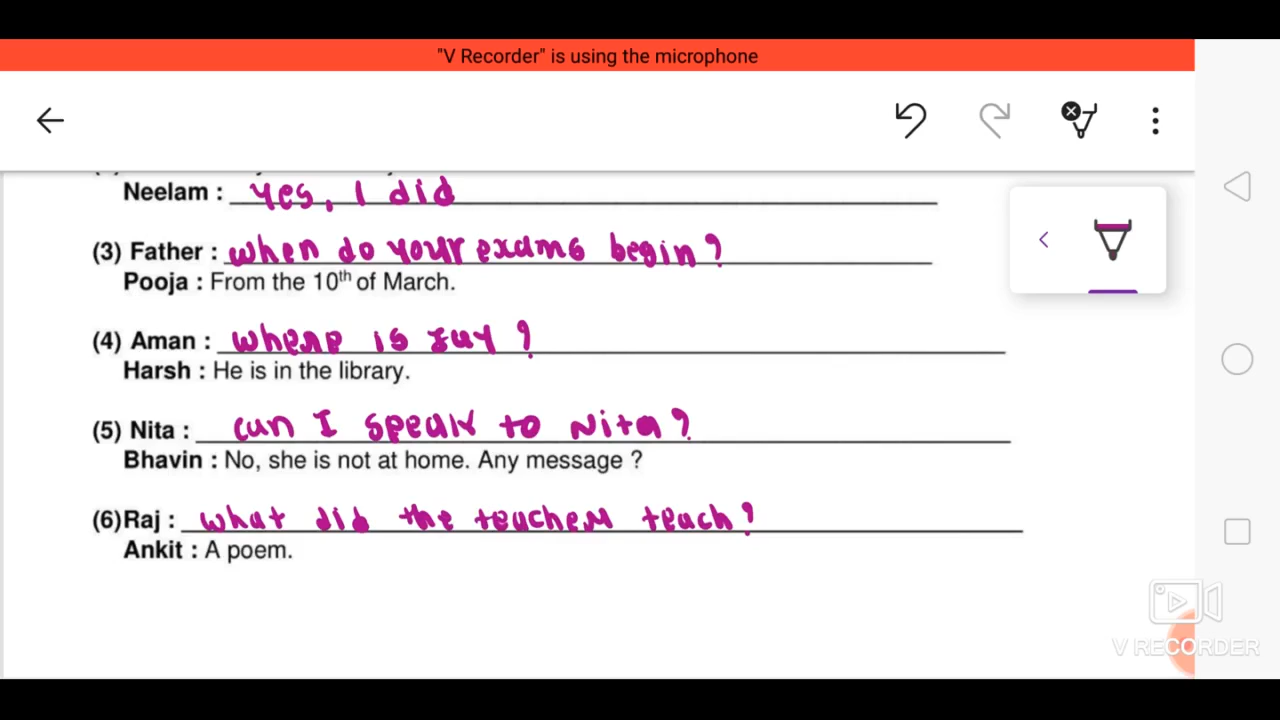 "V Recorder" is using the microphone
Neelam : Yes, I did
(3) Father : when do your exams begin?
Pooja : From the 10th of March.
(4) Aman : where is Jay ?
Harsh : He is in the library.
(5) Nita : can I speak to Nita?
Bhavin : No, she is not at home. Any message ?
(6) Raj : what did the teacher teach?
Ankit : A poem.
V RECORDER